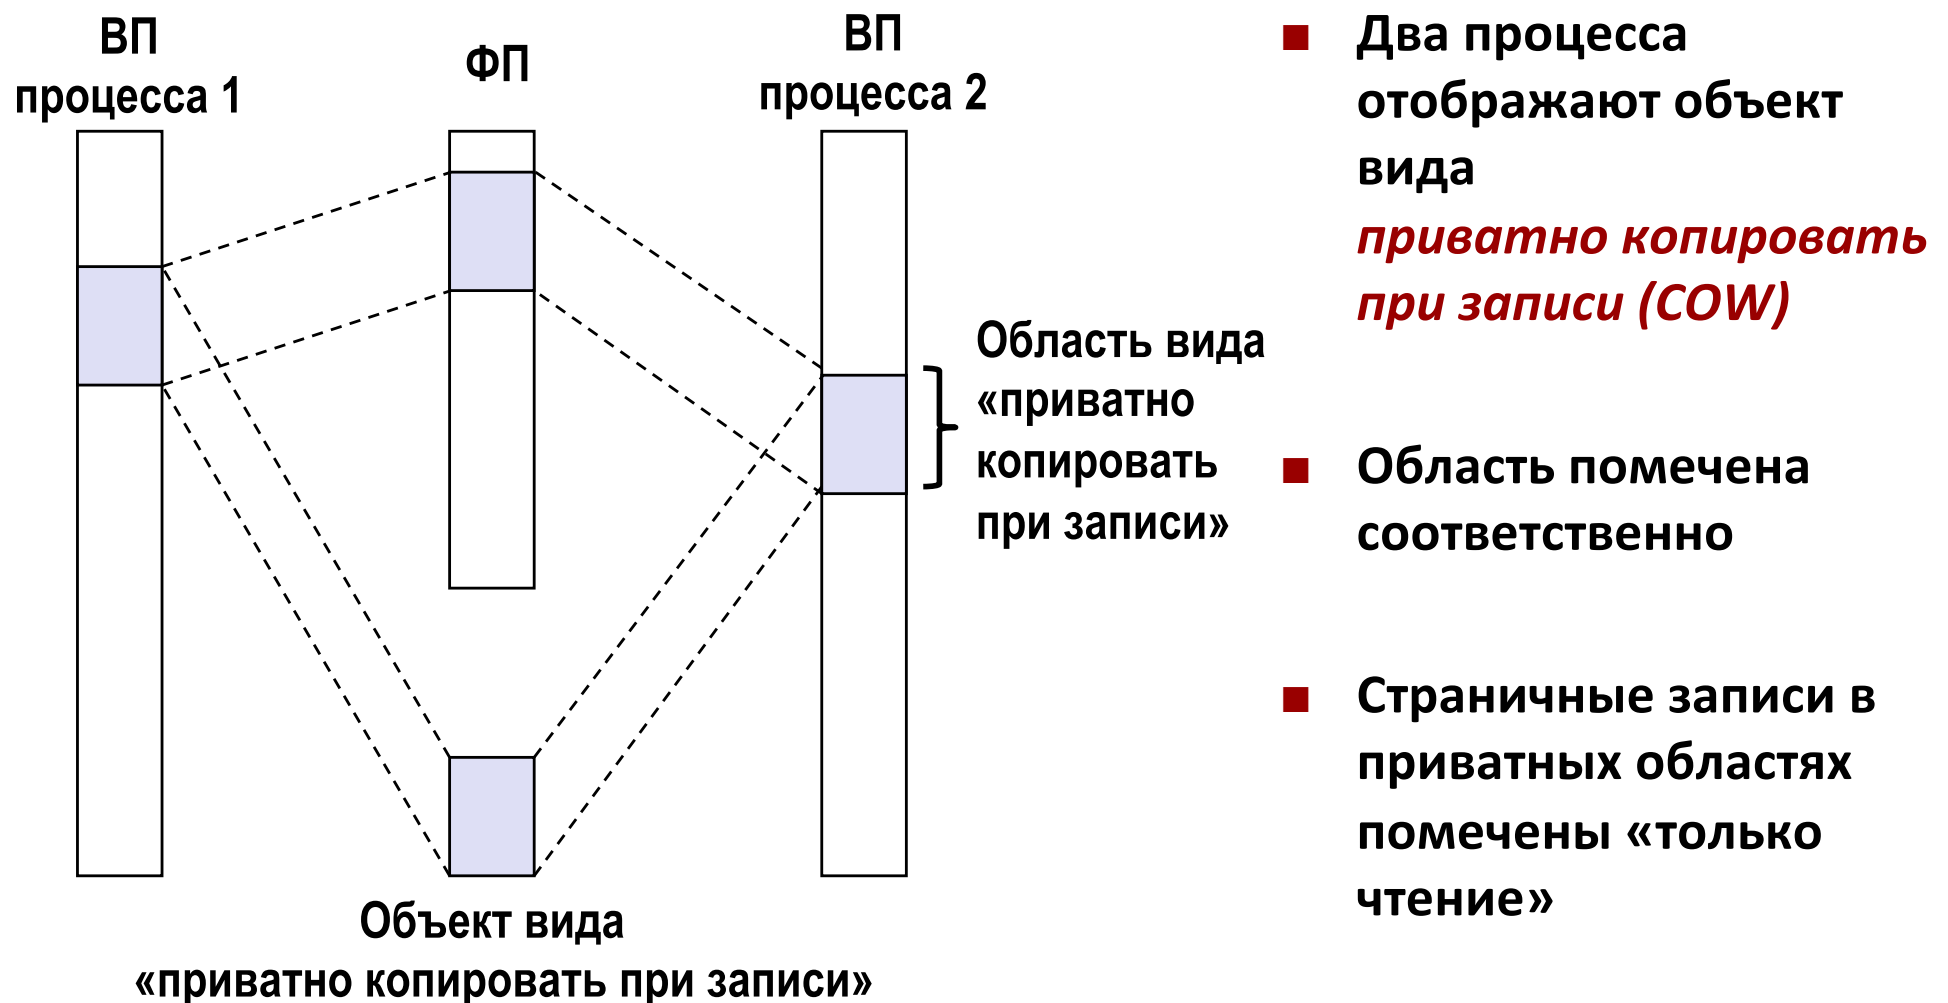 ВП
процесса 1
ФП
ВП
процесса 2
Область вида
«приватно
копировать
при записи»
Объект вида
«приватно копировать при записи»
■ Два процесса
отображают объект
вида
приватно копировать
при записи (COW)
■ Область помечена
соответственно
■ Страничные записи в
приватных областях
помечены «только
чтение»